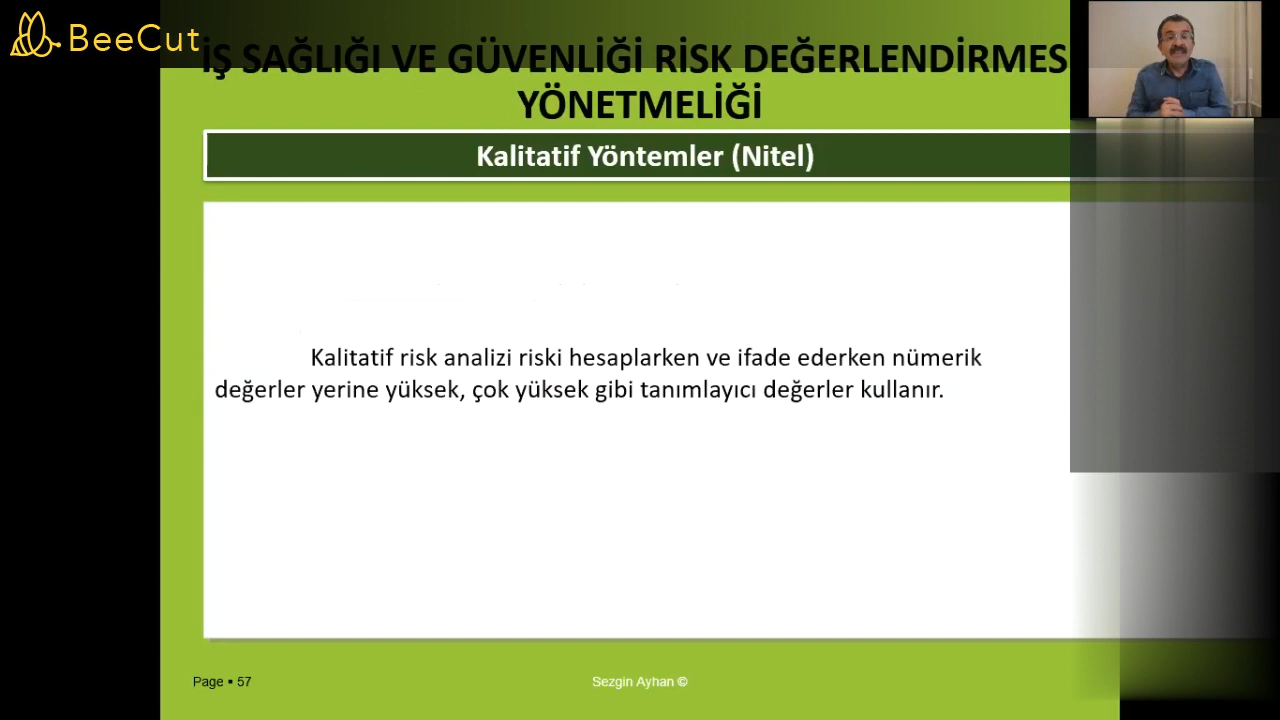 BeeCut
İŞ SAĞLIĞI VE GÜVENLİĞİ RİSK DEĞERLENDİRMES
YÖNETMELİĞİ
Kalitatif Yöntemler (Nitel)
Kalitatif risk analizi riski hesaplarken ve ifade ederken nümerik
değerler yerine yüksek, çok yüksek gibi tanımlayıcı değerler kullanır.
Page ▪ 57
Sezgin Ayhan ©